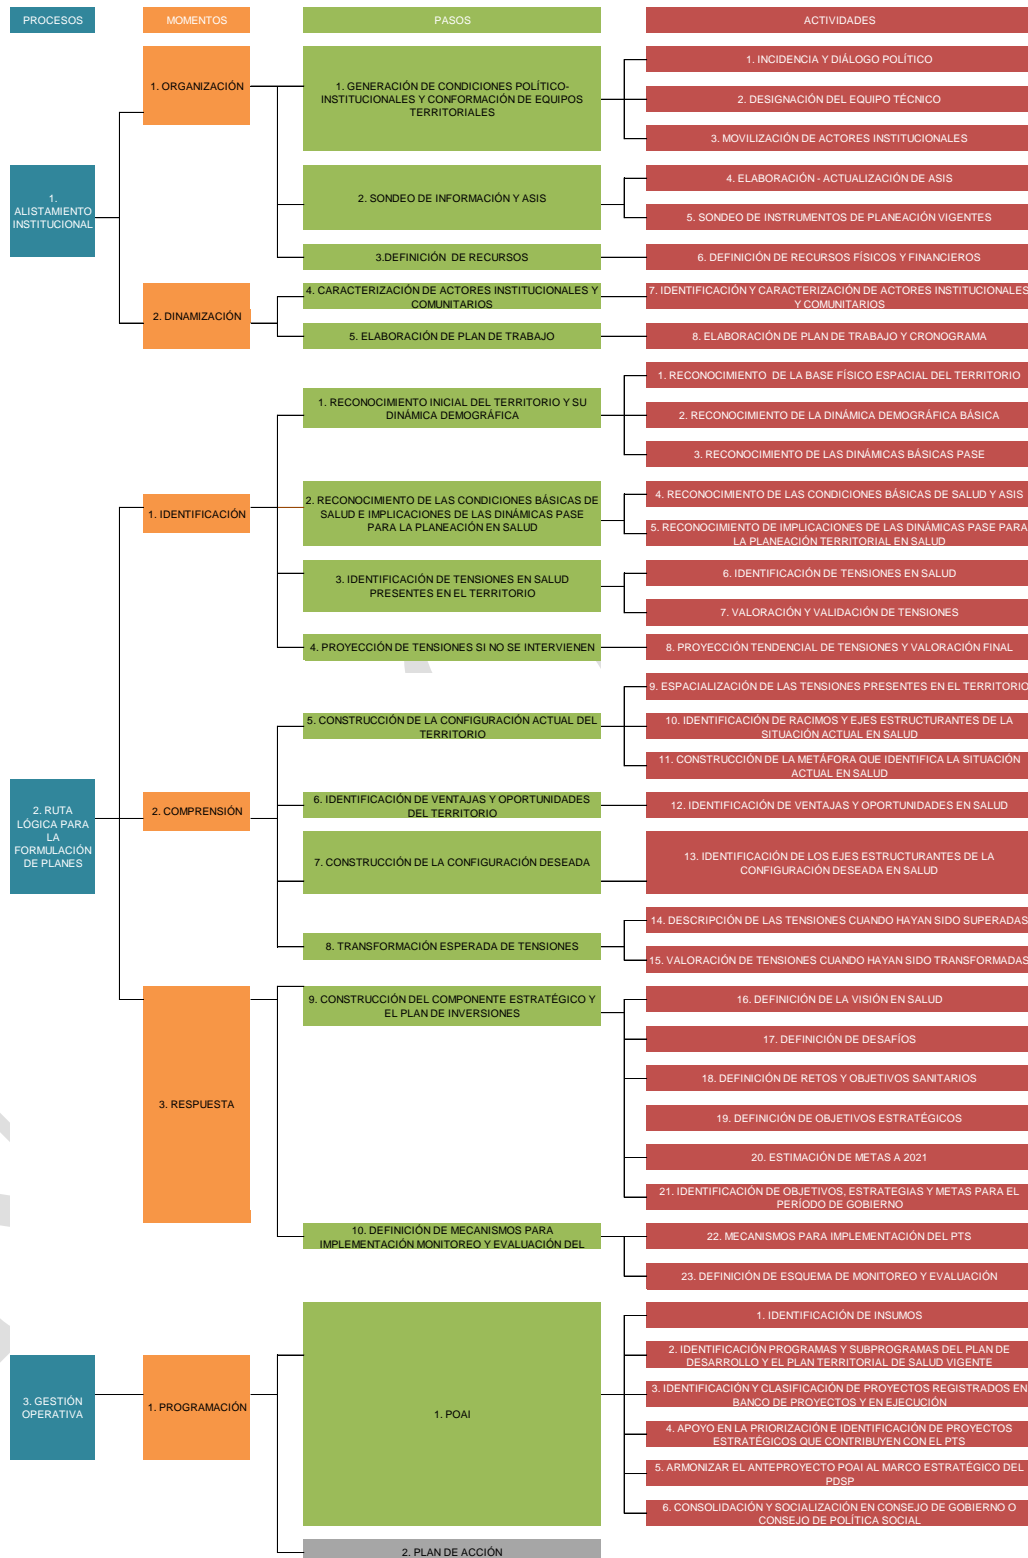 PROCESOS
MOMENTOS
PASOS
ACTIVIDADES
1.
ALISTAMIENTO
INSTITUCIONAL
1. ORGANIZACIÓN
1. GENERACIÓN DE CONDICIONES POLÍTICO-
INSTITUCIONALES Y CONFORMACIÓN DE EQUIPOS
TERRITORIALES
1. INCIDENCIA Y DIÁLOGO POLÍTICO
2. DESIGNACIÓN DEL EQUIPO TÉCNICO
3. MOVILIZACIÓN DE ACTORES INSTITUCIONALES
2. SONDEO DE INFORMACIÓN Y ASIS
4. ELABORACIÓN - ACTUALIZACIÓN DE ASIS
5. SONDEO DE INSTRUMENTOS DE PLANEACIÓN VIGENTES
3.DEFINICIÓN  DE RECURSOS
6. DEFINICIÓN DE RECURSOS FÍSICOS Y FINANCIEROS
2. DINAMIZACIÓN
4. CARACTERIZACIÓN DE ACTORES INSTITUCIONALES Y
COMUNITARIOS
7. IDENTIFICACIÓN Y CARACTERIZACIÓN DE ACTORES INSTITUCIONALES
Y COMUNITARIOS
5. ELABORACIÓN DE PLAN DE TRABAJO
8. ELABORACIÓN DE PLAN DE TRABAJO Y CRONOGRAMA
2. RUTA
LÓGICA PARA
LA
FORMULACIÓN
DE PLANES
1. IDENTIFICACIÓN
1. RECONOCIMIENTO INICIAL DEL TERRITORIO Y SU
DINÁMICA DEMOGRÁFICA
1. RECONOCIMIENTO  DE LA BASE FÍSICO ESPACIAL DEL TERRITORIO
2. RECONOCIMIENTO DE LA DINÁMICA DEMOGRÁFICA BÁSICA
3. RECONOCIMIENTO DE LAS DINÁMICAS BÁSICAS PASE
2. RECONOCIMIENTO DE LAS CONDICIONES BÁSICAS DE
SALUD E IMPLICACIONES DE LAS DINÁMICAS PASE
PARA LA PLANEACIÓN EN SALUD
4. RECONOCIMIENTO DE LAS CONDICIONES BÁSICAS DE SALUD Y ASIS
5. RECONOCIMIENTO DE IMPLICACIONES DE LAS DINÁMICAS PASE PARA
LA PLANEACIÓN TERRITORIAL EN SALUD
3. IDENTIFICACIÓN DE TENSIONES EN SALUD
PRESENTES EN EL TERRITORIO
6. IDENTIFICACIÓN DE TENSIONES EN SALUD
7. VALORACIÓN Y VALIDACIÓN DE TENSIONES
4. PROYECCIÓN DE TENSIONES SI NO SE INTERVIENEN
8. PROYECCIÓN TENDENCIAL DE TENSIONES Y VALORACIÓN FINAL
2. COMPRENSIÓN
5. CONSTRUCCIÓN DE LA CONFIGURACIÓN ACTUAL DEL
TERRITORIO
9. ESPACIALIZACIÓN DE LAS TENSIONES PRESENTES EN EL TERRITORIO
10. IDENTIFICACIÓN DE RACIMOS Y EJES ESTRUCTURANTES DE LA
SITUACIÓN ACTUAL EN SALUD
11. CONSTRUCCIÓN DE LA METÁFORA QUE IDENTIFICA LA SITUACIÓN
ACTUAL EN SALUD
6. IDENTIFICACIÓN DE VENTAJAS Y OPORTUNIDADES
DEL TERRITORIO
12. IDENTIFICACIÓN DE VENTAJAS Y OPORTUNIDADES EN SALUD
7. CONSTRUCCIÓN DE LA CONFIGURACIÓN DESEADA
13. IDENTIFICACIÓN DE LOS EJES ESTRUCTURANTES DE LA
CONFIGURACIÓN DESEADA EN SALUD
8. TRANSFORMACIÓN ESPERADA DE TENSIONES
14. DESCRIPCIÓN DE LAS TENSIONES CUANDO HAYAN SIDO SUPERADAS
15. VALORACIÓN DE TENSIONES CUANDO HAYAN SIDO TRANSFORMADAS
3. RESPUESTA
9. CONSTRUCCIÓN DEL COMPONENTE ESTRATÉGICO Y
EL PLAN DE INVERSIONES
16. DEFINICIÓN DE LA VISIÓN EN SALUD
17. DEFINICIÓN DE DESAFÍOS
18. DEFINICIÓN DE RETOS Y OBJETIVOS SANITARIOS
19. DEFINICIÓN DE OBJETIVOS ESTRATÉGICOS
20. ESTIMACIÓN DE METAS A 2021
21. IDENTIFICACIÓN DE OBJETIVOS, ESTRATEGIAS Y METAS PARA EL
PERÍODO DE GOBIERNO
10. DEFINICIÓN DE MECANISMOS PARA
IMPLEMENTACIÓN MONITOREO Y EVALUACIÓN DEL
22. MECANISMOS PARA IMPLEMENTACIÓN DEL PTS
23. DEFINICIÓN DE ESQUEMA DE MONITOREO Y EVALUACIÓN
3. GESTIÓN
OPERATIVA
1. PROGRAMACIÓN
1. POAI
1. IDENTIFICACIÓN DE INSUMOS
2. IDENTIFICACIÓN PROGRAMAS Y SUBPROGRAMAS DEL PLAN DE
DESARROLLO Y EL PLAN TERRITORIAL DE SALUD VIGENTE
3. IDENTIFICACIÓN Y CLASIFICACIÓN DE PROYECTOS REGISTRADOS EN
BANCO DE PROYECTOS Y EN EJECUCIÓN
4. APOYO EN LA PRIORIZACIÓN E IDENTIFICACIÓN DE PROYECTOS
ESTRATÉGICOS QUE CONTRIBUYEN CON EL PTS
5. ARMONIZAR EL ANTEPROYECTO POAI AL MARCO ESTRATÉGICO DEL
PDSP
6. CONSOLIDACIÓN Y SOCIALIZACIÓN EN CONSEJO DE GOBIERNO O
CONSEJO DE POLÍTICA SOCIAL
2. PLAN DE ACCIÓN